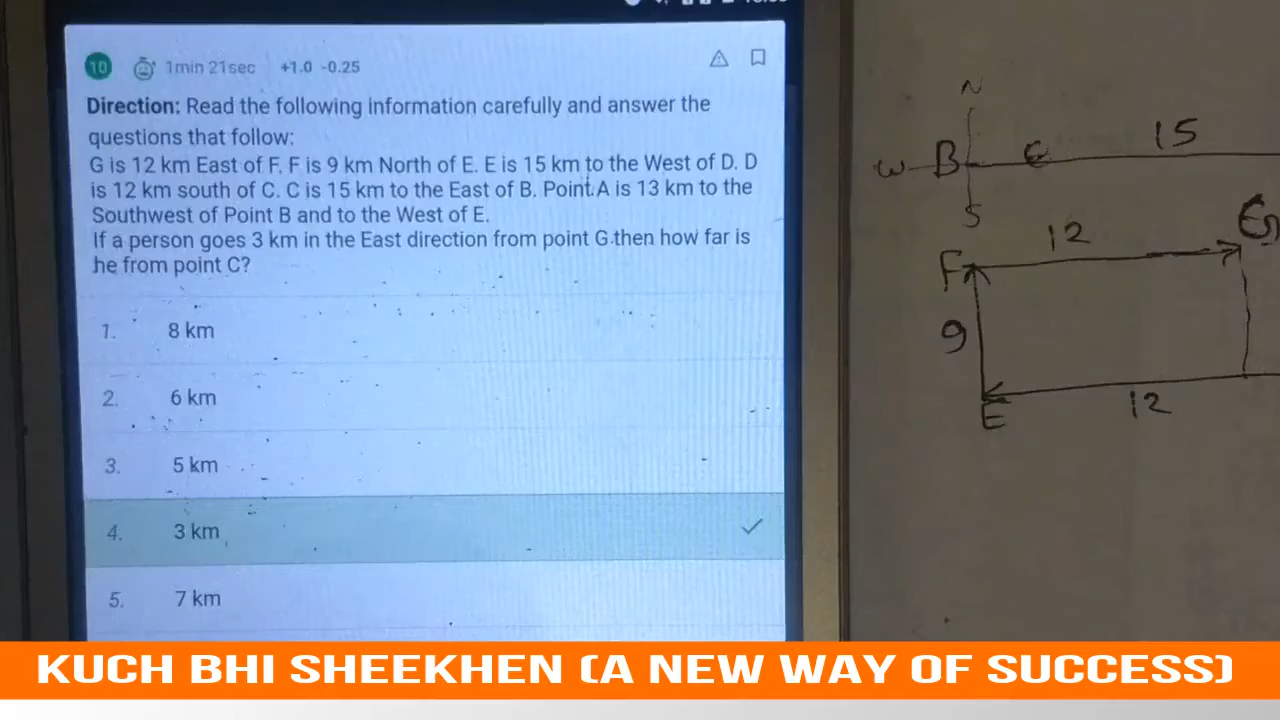 10 1min 21sec +1.0 -0.25
Direction: Read the following information carefully and answer the
questions that follow:
G is 12 km East of F. F is 9 km North of E. E is 15 km to the West of D. D
is 12 km south of C. C is 15 km to the East of B. Point A is 13 km to the
Southwest of Point B and to the West of E.
If a person goes 3 km in the East direction from point G then how far is
he from point C?
1. 8 km
2. 6 km
3. 5 km
4. 3 km
5. 7 km
N
W B 15
S
F 12 G
9
E 12
KUCH BHI SHEEKHEN (A NEW WAY OF SUCCESS)